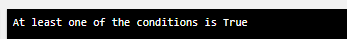 At least one of the conditions is True